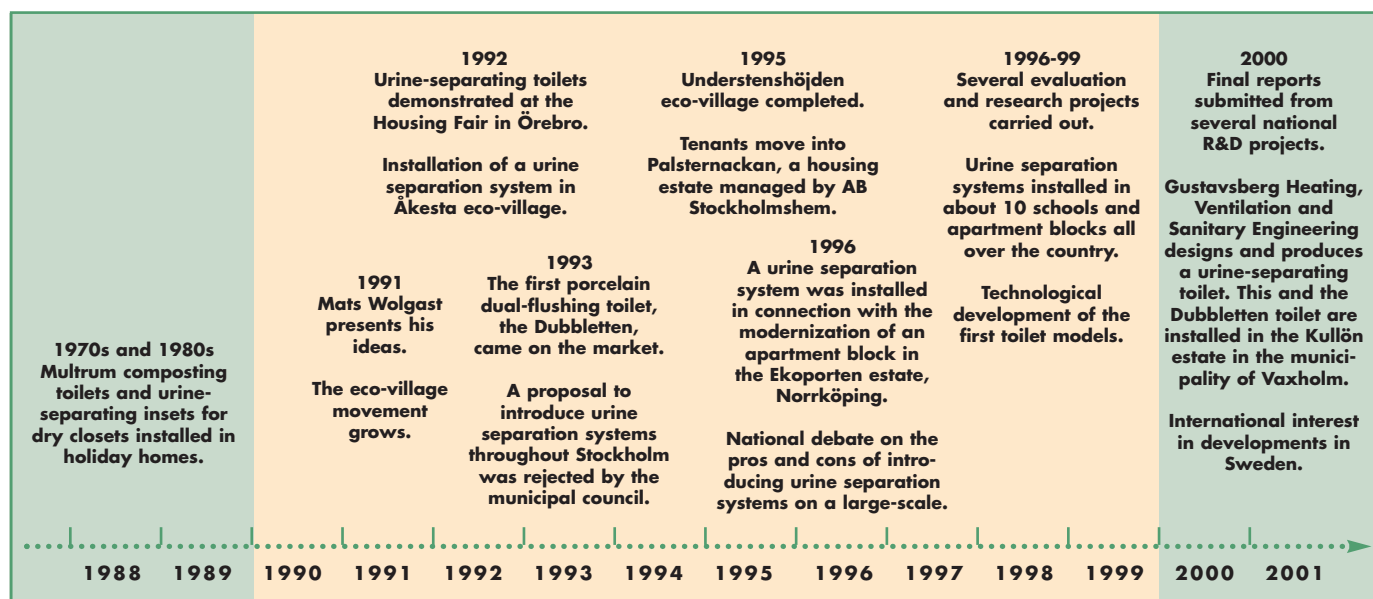 1970s and 1980s
Multrum composting
toilets and urine-
separating insets for
dry closets installed in
holiday homes.
1991
Mats Wolgast
presents his
ideas.
The eco-village
movement
grows.
1992
Urine-separating toilets
demonstrated at the
Housing Fair in Örebro.
Installation of a urine
separation system in
Åkesta eco-village.
1993
The first porcelain
dual-flushing toilet,
the Dubbletten,
came on the market.
A proposal to
introduce urine
separation systems
throughout Stockholm
was rejected by the
municipal council.
1995
Understenshöjden
eco-village completed.
Tenants move into
Palsternackan, a housing
estate managed by AB
Stockholmshem.
1996
A urine separation
system was installed
in connection with the
modernization of an
apartment block in
the Ekoporten estate,
Norrköping.
National debate on the
pros and cons of intro-
ducing urine separation
systems on a large-scale.
1996-99
Several evaluation
and research projects
carried out.
Urine separation
systems installed in
about 10 schools and
apartment blocks all
over the country.
Technological
development of the
first toilet models.
2000
Final reports
submitted from
several national
R&D projects.
Gustavsberg Heating,
Ventilation and
Sanitary Engineering
designs and produces
a urine-separating
toilet. This and the
Dubbletten toilet are
installed in the Kullön
estate in the munici-
pality of Vaxholm.
International interest
in developments in
Sweden.
1988 1989 1990 1991 1992 1993 1994 1995 1996 1997 1998 1999 2000 2001